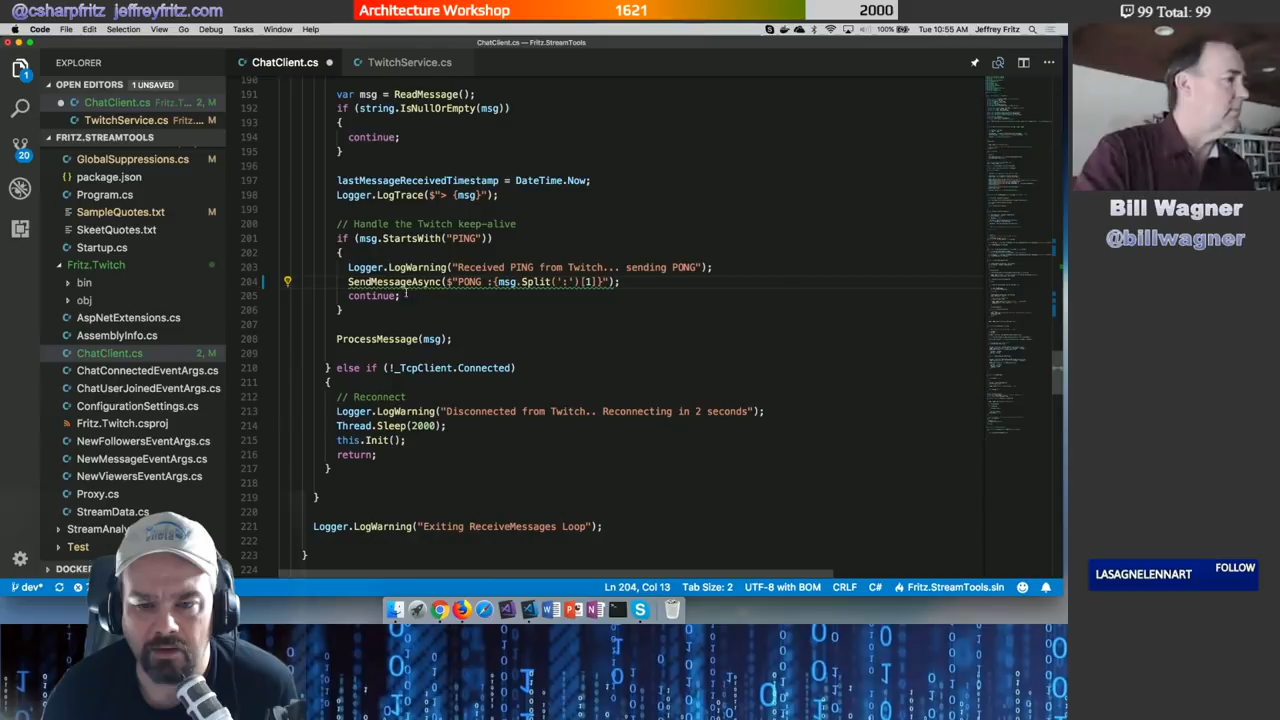 @csharpfritz jeffreyfritz.com
Architecture Workshop 1621 2000
99 Total: 99
Code File Edit Selection View Go Debug Tasks Window Help
100% Tue 10:55 AM Jeffrey Fritz
ChatClient.cs — Fritz.StreamTools
EXPLORER
OPEN EDITORS 1 UNSAVED
ChatClient.cs Fritz.T... 2, M
TwitchService.cs Fritz... M
FRITZ.STREAMTOOLS
GlobalSuppressions.cs M
package.json
Program.cs
SampleQuotes.txt M
SkeetQuotes.txt
Startup.cs
Fritz.Twitch
bin
obj
AspNetExtensions.cs
AssemblyInfo.cs
ChatClient.cs 2, M
ChatConnectedEventArgs.cs
ChatUserJoinedEventArgs.cs
ConfigurationSettings.cs
Fritz.Twitch.csproj
NewFollowersEventArgs.cs
NewMessageEventArgs.cs
NewViewersEventArgs.cs
Proxy.cs
StreamData.cs
Test
1
20
ChatClient.cs
TwitchService.cs
190
191 var msg = ReadMessage();
192 if (string.IsNullOrEmpty(msg))
193 {
194 continue;
195 }
196
197 lastMessageReceivedTimestamp = DateTime.Now;
198 Logger.LogTrace($"> {msg}");
199
200 // Handle the Twitch keep-alive
201 if (msg.StartsWith("PING"))
202 {
203 Logger.LogWarning("Received PING from Twitch... sending PONG");
204 SendMessageAsync($"PONG :{msg.Split(':')[1]}");
205 continue;
206 }
207
208 ProcessMessage(msg);
209
210 } else if (!_TcpClient.Connected)
211 {
212 // Reconnect
213 Logger.LogWarning("Disconnected from Twitch.. Reconnecting in 2 seconds");
214 Thread.Sleep(2000);
215 this.Init();
216 return;
217 }
218
219 }
220
221 Logger.LogWarning("Exiting ReceiveMessages Loop");
222
223 }
224
dev* Ln 204, Col 13 Tab Size: 2 UTF-8 with BOM CRLF C# Fritz.StreamTools.sln
Bill Wagner
@billwagner
LASAGNELENNART FOLLOW